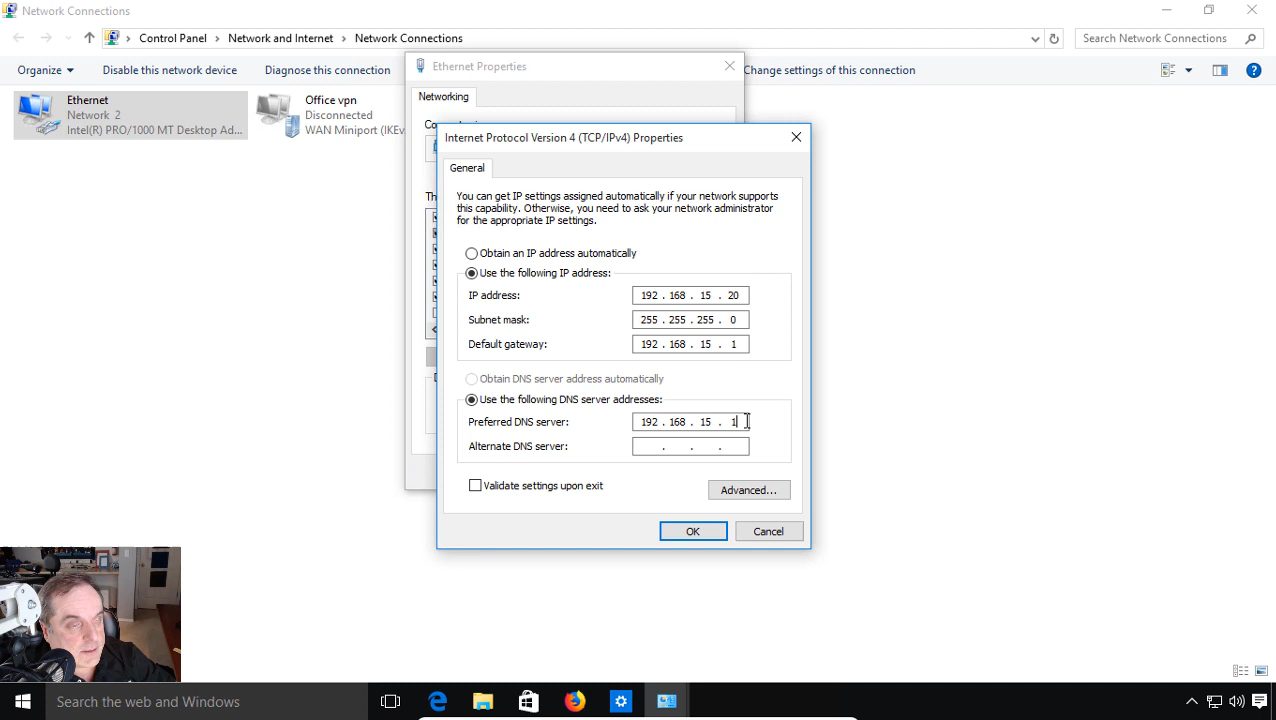 Network Connections
Control Panel > Network and Internet > Network Connections
Search Network Connections
Organize
Disable this network device
Diagnose this connection
Change settings of this connection
Ethernet
Network 2
Intel(R) PRO/1000 MT Desktop Ad...
Office vpn
Disconnected
WAN Miniport (IKEv
Ethernet Properties
Networking
Internet Protocol Version 4 (TCP/IPv4) Properties
General
You can get IP settings assigned automatically if your network supports
this capability. Otherwise, you need to ask your network administrator
for the appropriate IP settings.
Obtain an IP address automatically
Use the following IP address:
IP address: 192 . 168 . 15 . 20
Subnet mask: 255 . 255 . 255 . 0
Default gateway: 192 . 168 . 15 . 1
Obtain DNS server address automatically
Use the following DNS server addresses:
Preferred DNS server: 192 . 168 . 15 . 1
Alternate DNS server: . . .
Validate settings upon exit
Advanced...
OK
Cancel
Search the web and Windows